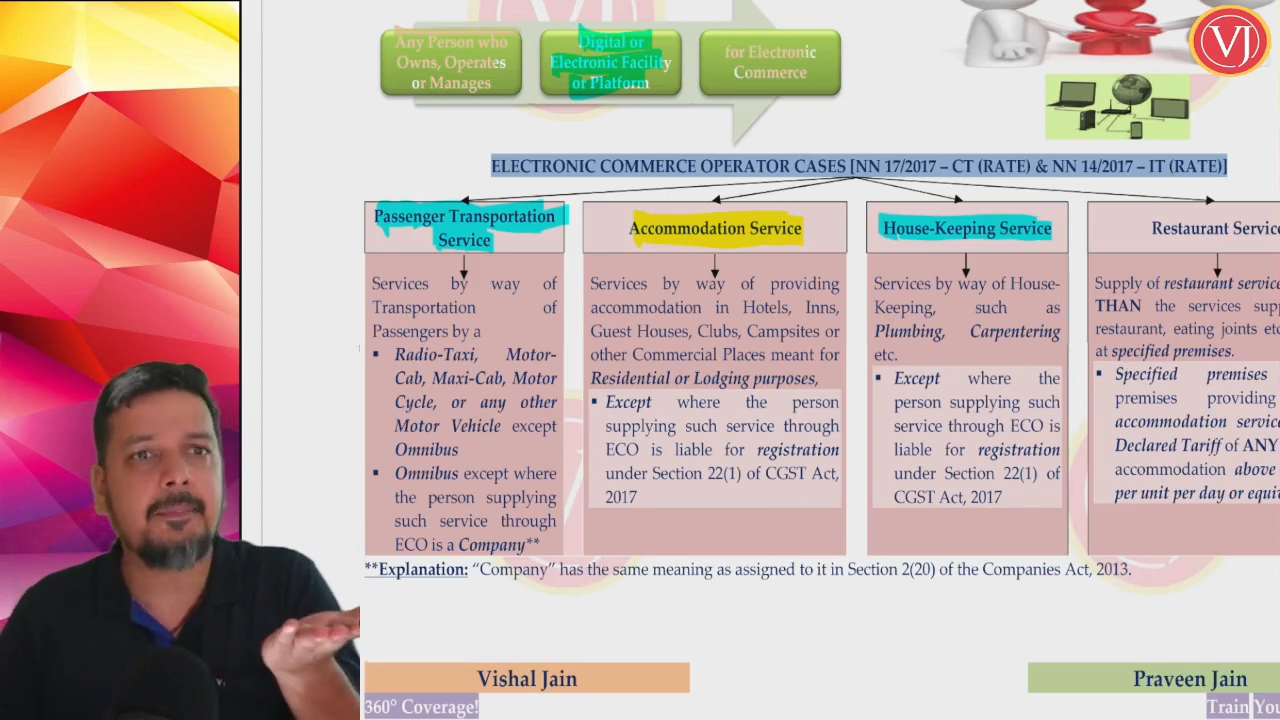 Any Person who
Owns, Operates
or Manages
Digital or
Electronic Facility
or Platform
for Electronic
Commerce
VJ
ELECTRONIC COMMERCE OPERATOR CASES [NN 17/2017 – CT (RATE) & NN 14/2017 – IT (RATE)]
Passenger Transportation
Service
Services by way of
Transportation of
Passengers by a
▪ Radio-Taxi, Motor-
Cab, Maxi-Cab, Motor
Cycle, or any other
Motor Vehicle except
Omnibus
▪ Omnibus except where
the person supplying
such service through
ECO is a Company**
Accommodation Service
Services by way of providing
accommodation in Hotels, Inns,
Guest Houses, Clubs, Campsites or
other Commercial Places meant for
Residential or Lodging purposes,
▪ Except where the person
supplying such service through
ECO is liable for registration
under Section 22(1) of CGST Act,
2017
House-Keeping Service
Services by way of House-
Keeping, such as
Plumbing, Carpentering
etc.
▪ Except where the
person supplying such
service through ECO is
liable for registration
under Section 22(1) of
CGST Act, 2017
Restaurant Servic
Supply of restaurant service
THAN the services supp
restaurant, eating joints etc
at specified premises.
▪ Specified premises
premises providing
accommodation servic
Declared Tariff of ANY
accommodation above
per unit per day or equi
**Explanation: “Company” has the same meaning as assigned to it in Section 2(20) of the Companies Act, 2013.
Vishal Jain
Praveen Jain
360° Coverage!
Train You